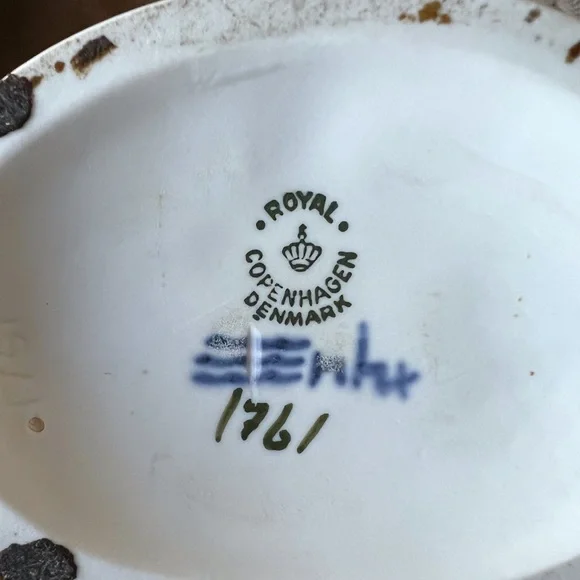 ROYAL
COPENHAGEN
DENMARK
1761